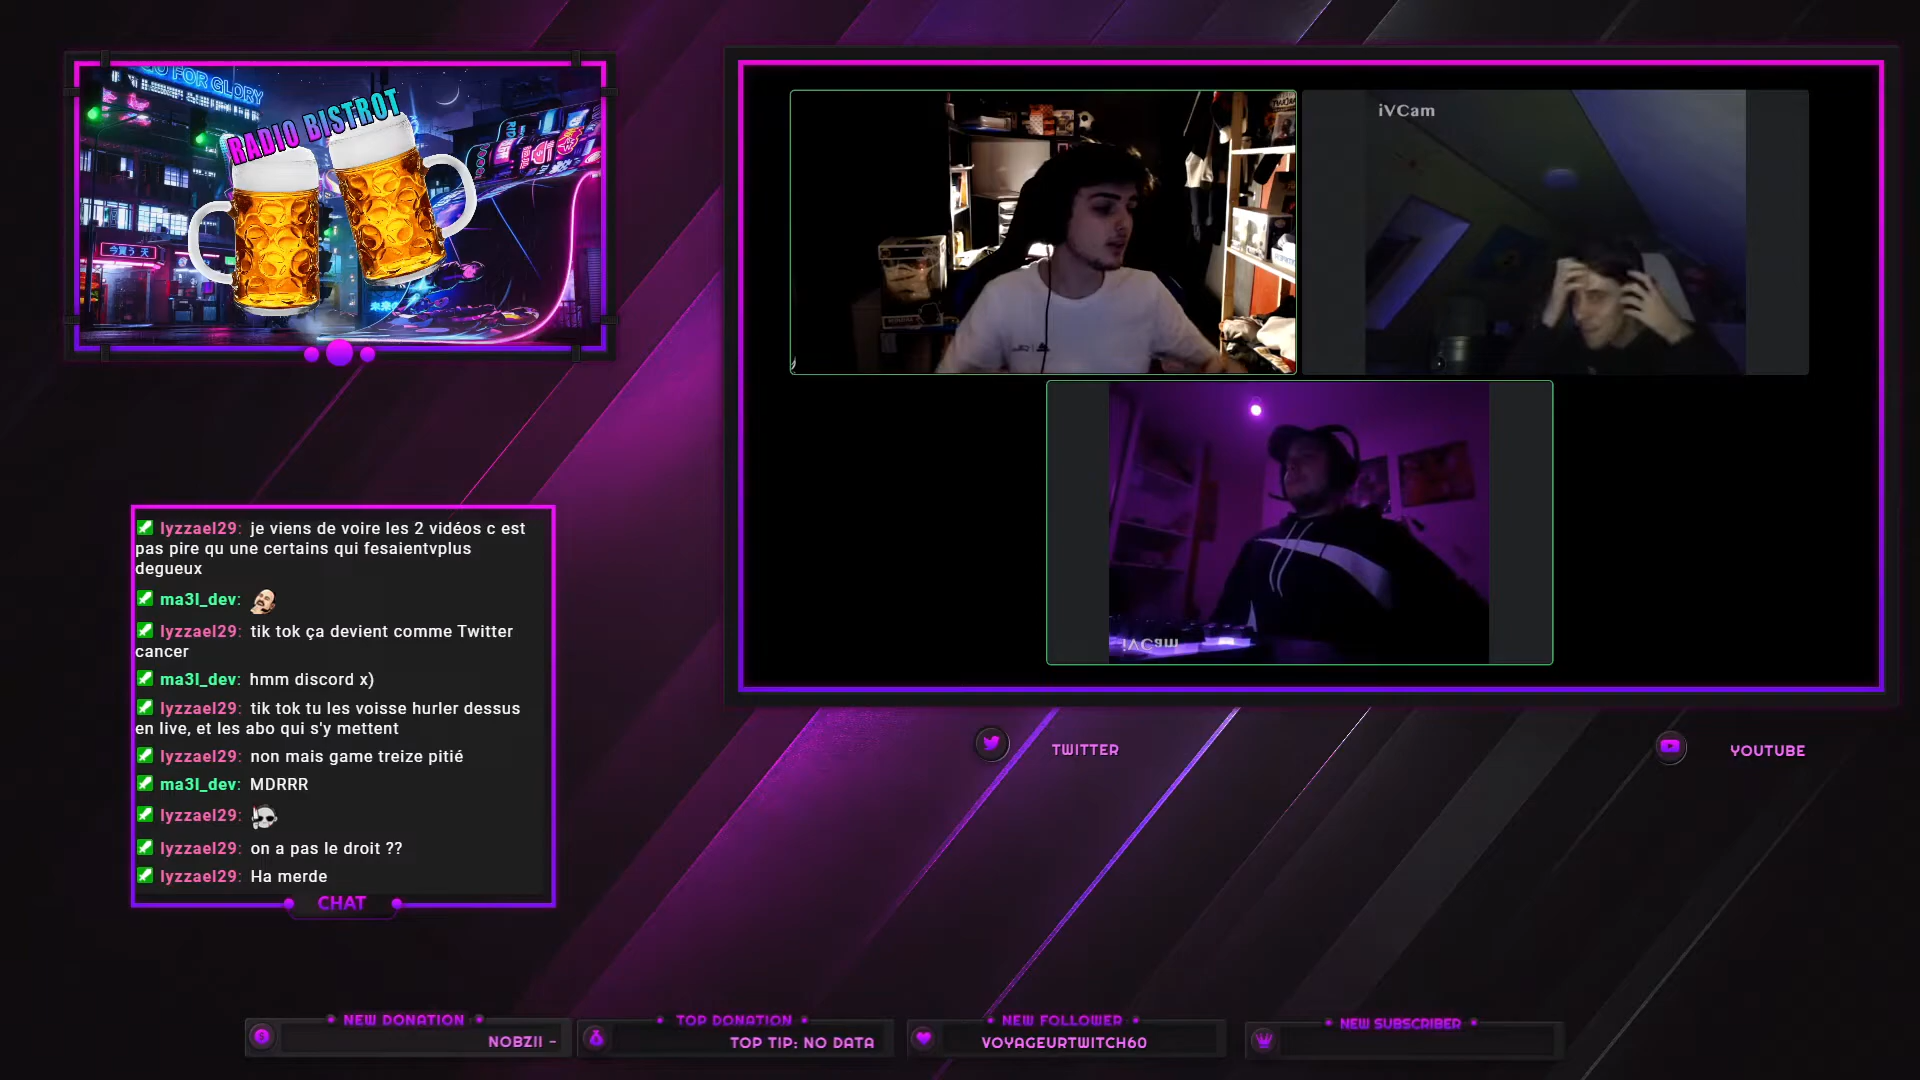 RADIO BISTROT
iVCam
iVCam
lyzzael29: je viens de voire les 2 vidéos c est
pas pire qu une certains qui fesaientvplus
degueux
ma3l_dev:
lyzzael29: tik tok ça devient comme Twitter
cancer
ma3l_dev: hmm discord x)
lyzzael29: tik tok tu les voisse hurler dessus
en live, et les abo qui s'y mettent
lyzzael29: non mais game treize pitié
ma3l_dev: MDRRR
lyzzael29:
lyzzael29: on a pas le droit ??
lyzzael29: Ha merde
CHAT
TWITTER
YOUTUBE
NEW DONATION
NOBZII -
TOP DONATION
TOP TIP: NO DATA
NEW FOLLOWER
VOYAGEURTWITCH60
NEW SUBSCRIBER